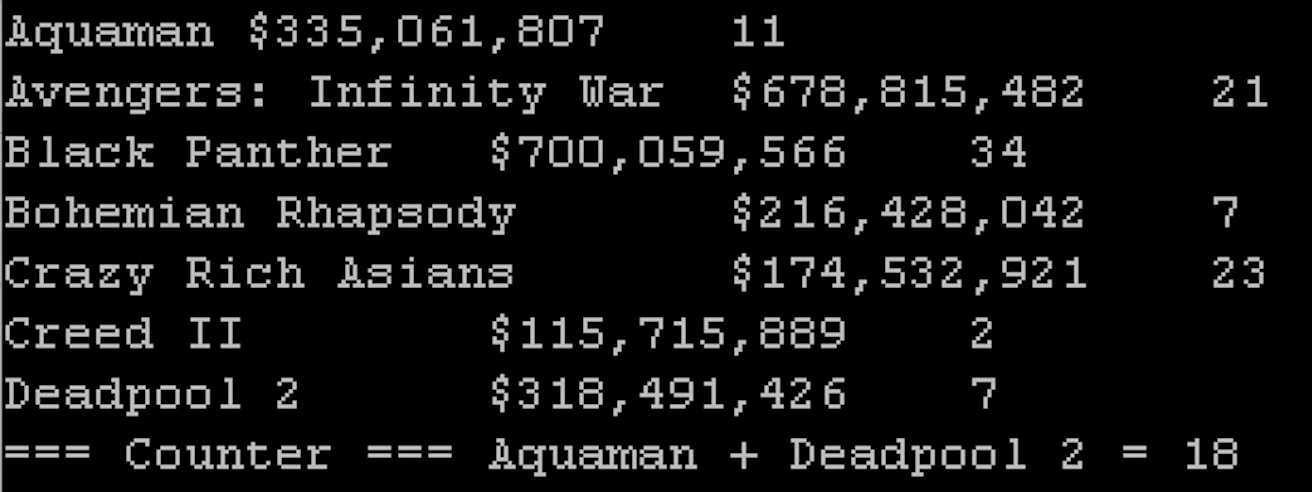 Aquaman $335,061,807 11
Avengers: Infinity War $678,815,482 21
Black Panther $700,059,566 34
Bohemian Rhapsody $216,428,042 7
Crazy Rich Asians $174,532,921 23
Creed II $115,715,889 2
Deadpool 2 $318,491,426 7
=== Counter === Aquaman + Deadpool 2 = 18